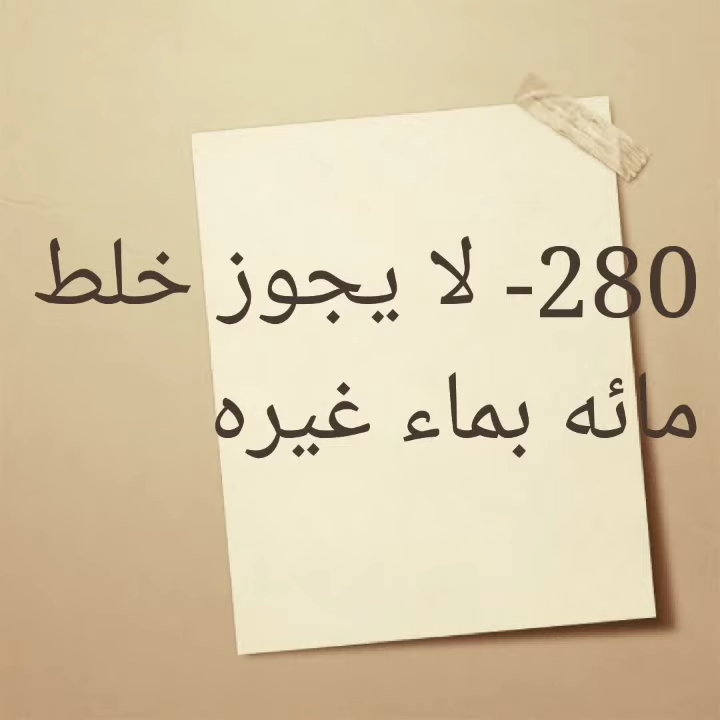 280- لا يجوز خلط
مائه بماء غيره